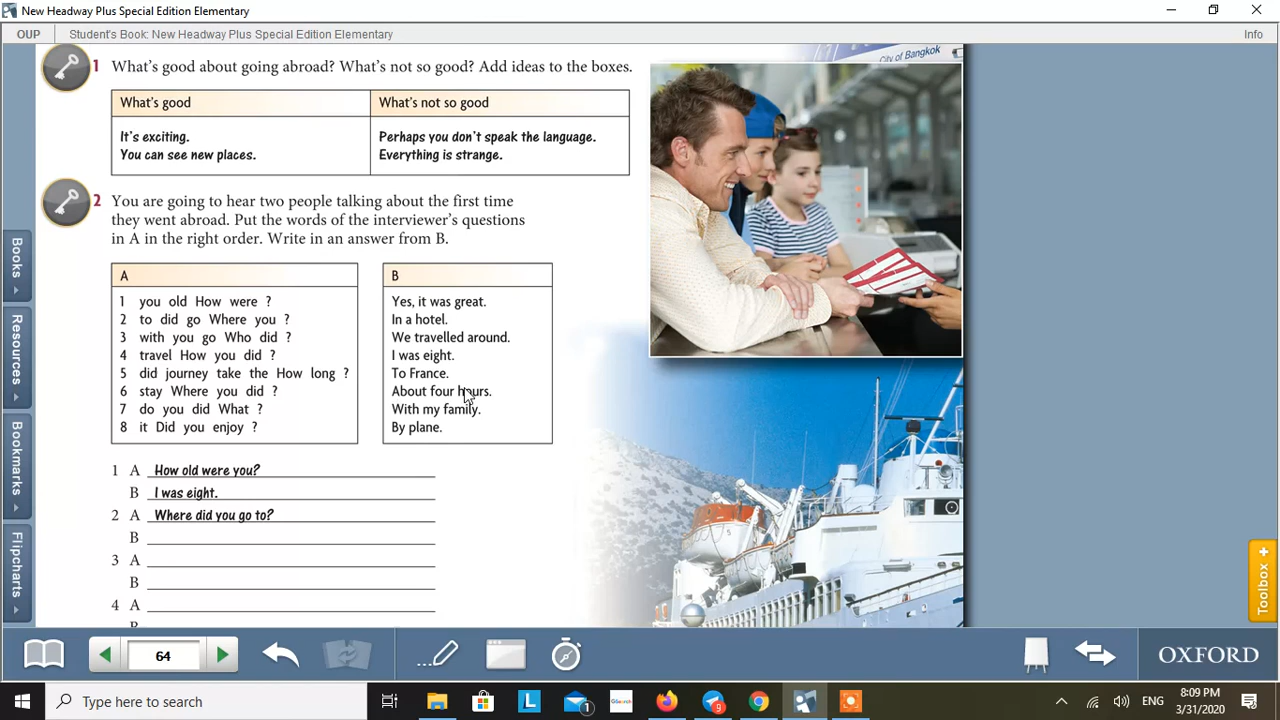 New Headway Plus Special Edition Elementary
OUP Student's Book: New Headway Plus Special Edition Elementary Info
City of Bangkok
1 What's good about going abroad? What's not so good? Add ideas to the boxes.
What's good What's not so good
It's exciting. Perhaps you don't speak the language.
You can see new places. Everything is strange.
2 You are going to hear two people talking about the first time
they went abroad. Put the words of the interviewer's questions
in A in the right order. Write in an answer from B.
A
1 you old How were ?
2 to did go Where you ?
3 with you go Who did ?
4 travel How you did ?
5 did journey take the How long ?
6 stay Where you did ?
7 do you did What ?
8 it Did you enjoy ?
B
Yes, it was great.
In a hotel.
We travelled around.
I was eight.
To France.
About four hours.
With my family.
By plane.
1 A How old were you?
B I was eight.
2 A Where did you go to?
B
3 A
B
4 A
Books
Resources
Bookmarks
Flipcharts
Toolbox +
64
OXFORD
Type here to search
L
1
GSearch
9
ENG
8:09 PM
3/31/2020